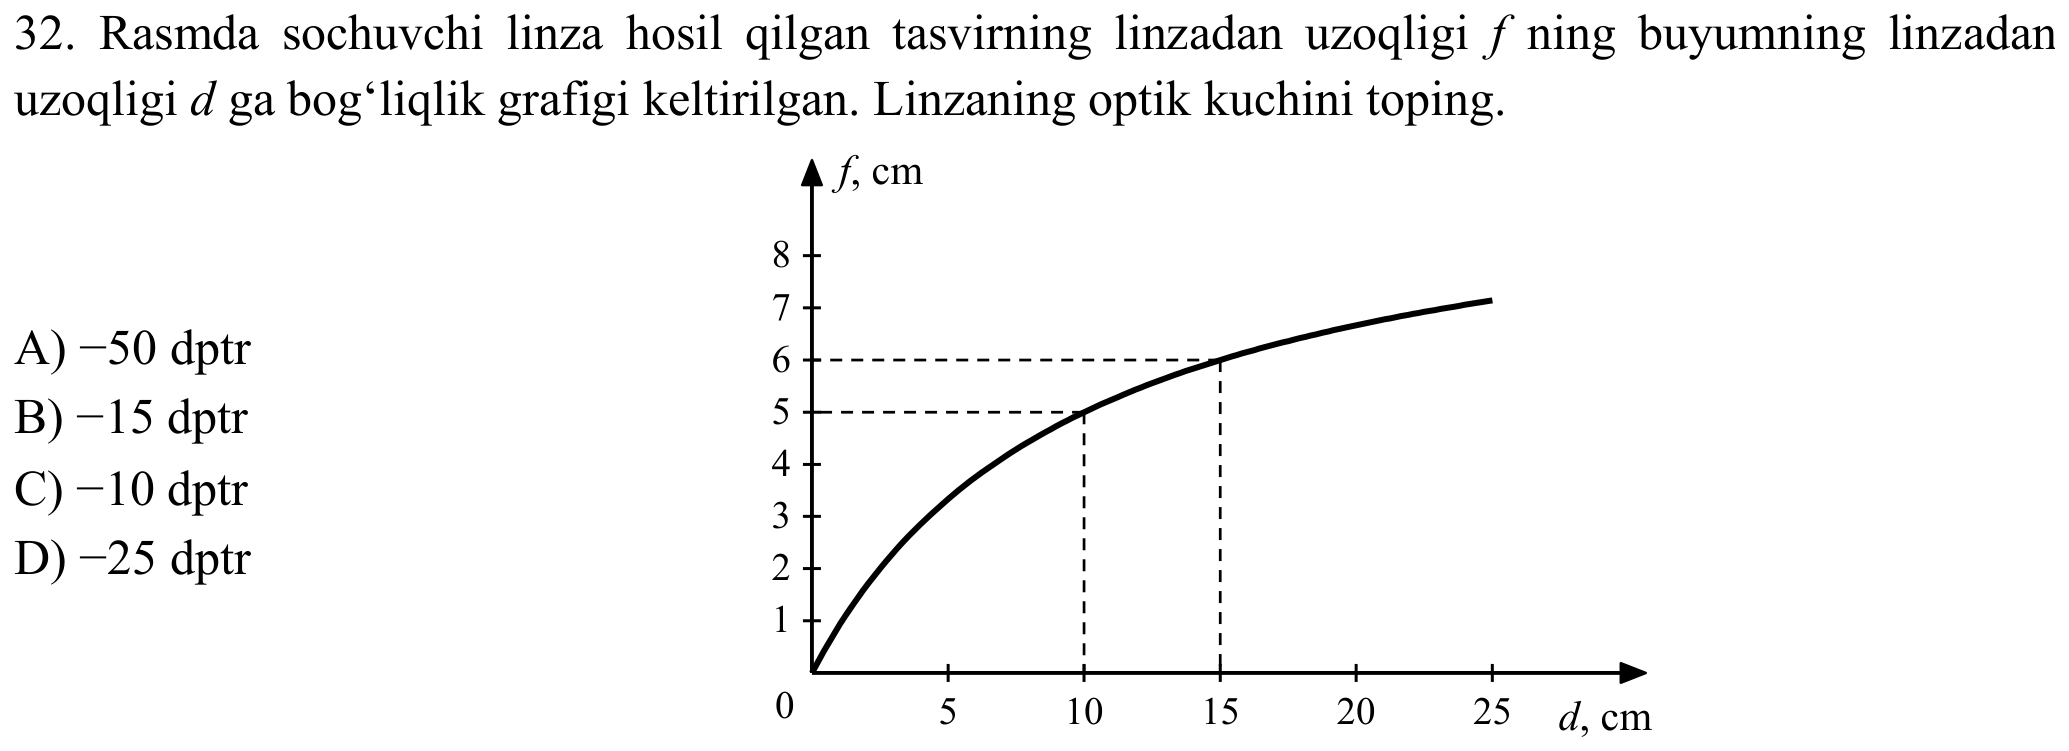 32. Rasmda sochuvchi linza hosil qilgan tasvirning linzadan uzoqligi f ning buyumning linzadan
uzoqligi d ga bog‘liqlik grafigi keltirilgan. Linzaning optik kuchini toping.
f, cm
8
7
6
5
4
3
2
1
0
5 10 15 20 25 d, cm
A) −50 dptr
B) −15 dptr
C) −10 dptr
D) −25 dptr